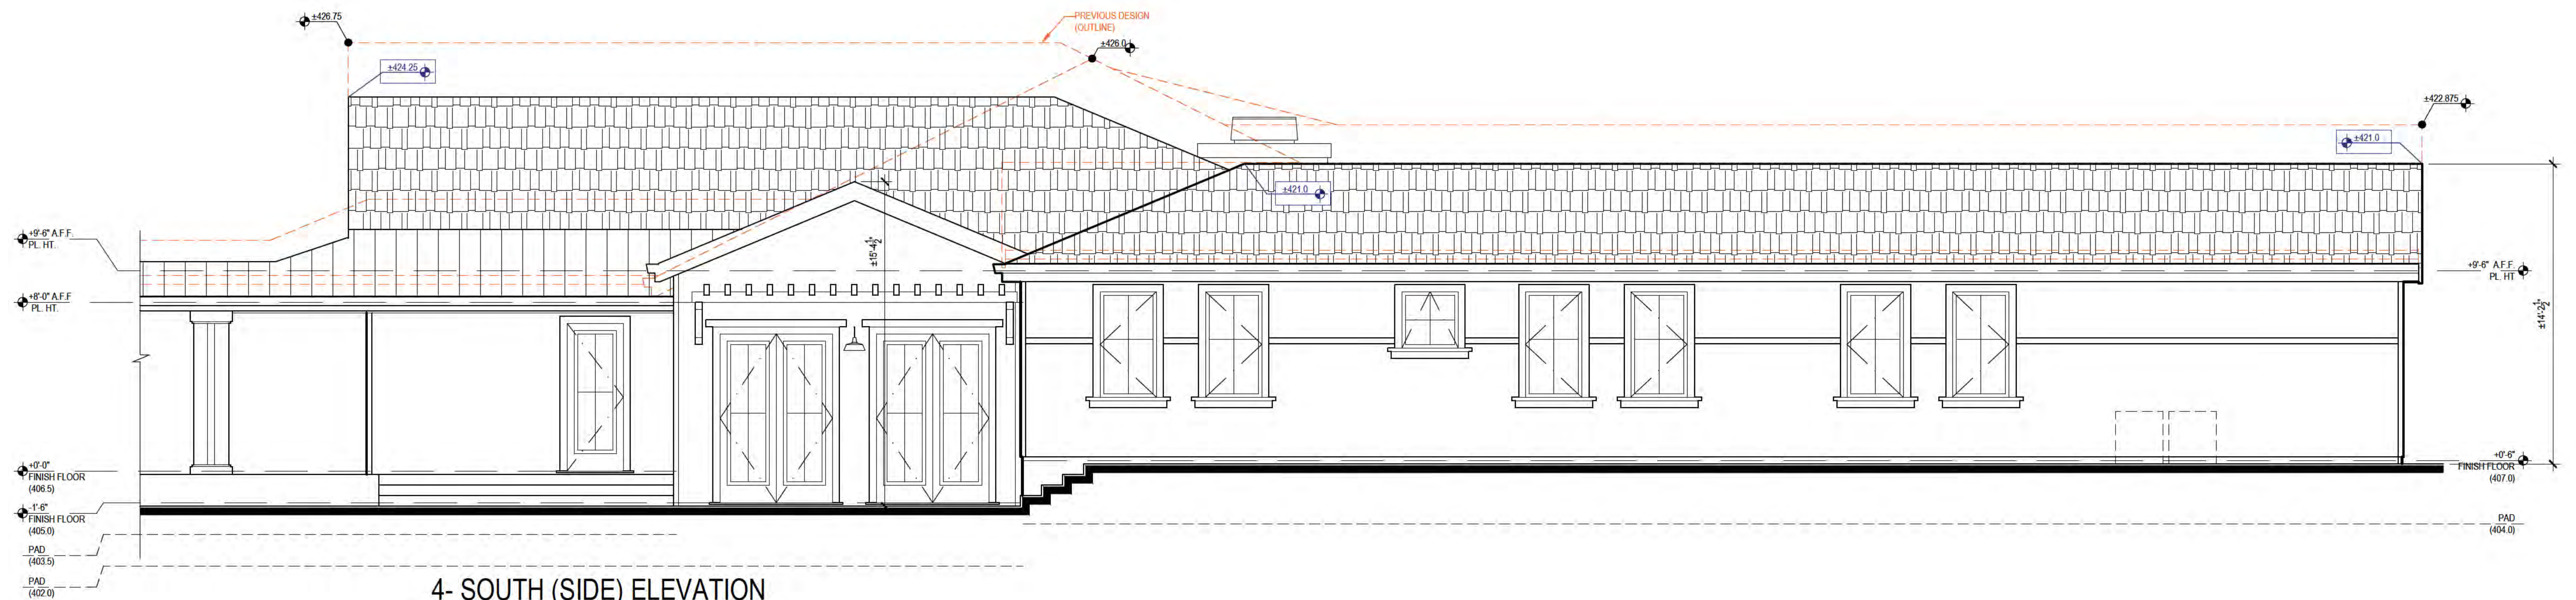 ±426.75
PREVIOUS DESIGN
(OUTLINE)
±426.0
±424.25
±422.875
±421.0
±421.0
+9'-6" A.F.F.
PL. HT.
±15'-4½"
+9'-6" A.F.F.
PL. HT
+8'-0" A.F.F
PL. HT.
±14'-2½"
+0'-0"
FINISH FLOOR
(406.5)
+0'-6"
FINISH FLOOR
(407.0)
-1'-6"
FINISH FLOOR
(405.0)
PAD
(404.0)
PAD
(403.5)
PAD
(402.0)
4- SOUTH (SIDE) ELEVATION